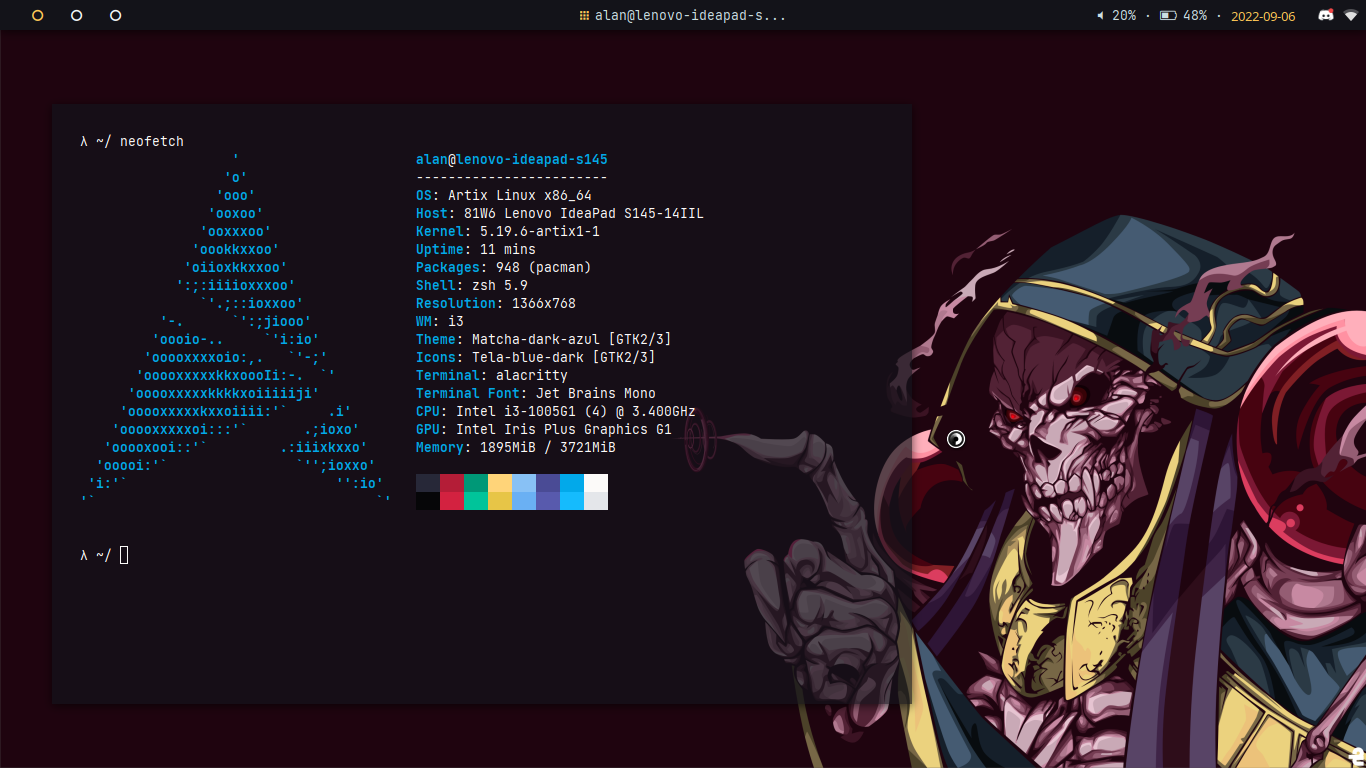 alan@lenovo-ideapad-s...
20% · 48% · 2022-09-06
λ ~/ neofetch
'
'o'
'ooo'
'ooxoo'
'ooxxxoo'
'oookkxxoo'
'oiioxkkxxoo'
':;:iiiioxxxoo'
`'.;::ioxxoo'
'-. `':;jiooo'
'oooio-.. `'i:io'
'ooooxxxxoio:,. `'-;'
'ooooxxxxxkkxoooIi:-. `'
'ooooxxxxxkkkkxoiiiiiji'
'ooooxxxxxkxxoiiii:'` .i'
'ooooxxxxxoi:::'` .;ioxo'
'ooooxooi::'` .:iiixkxxo'
'ooooi:'` `'';ioxxo'
'i:'` '':io'
'` `'
alan@lenovo-ideapad-s145
------------------------
OS: Artix Linux x86_64
Host: 81W6 Lenovo IdeaPad S145-14IIL
Kernel: 5.19.6-artix1-1
Uptime: 11 mins
Packages: 948 (pacman)
Shell: zsh 5.9
Resolution: 1366x768
WM: i3
Theme: Matcha-dark-azul [GTK2/3]
Icons: Tela-blue-dark [GTK2/3]
Terminal: alacritty
Terminal Font: Jet Brains Mono
CPU: Intel i3-1005G1 (4) @ 3.400GHz
GPU: Intel Iris Plus Graphics G1
Memory: 1895MiB / 3721MiB
λ ~/